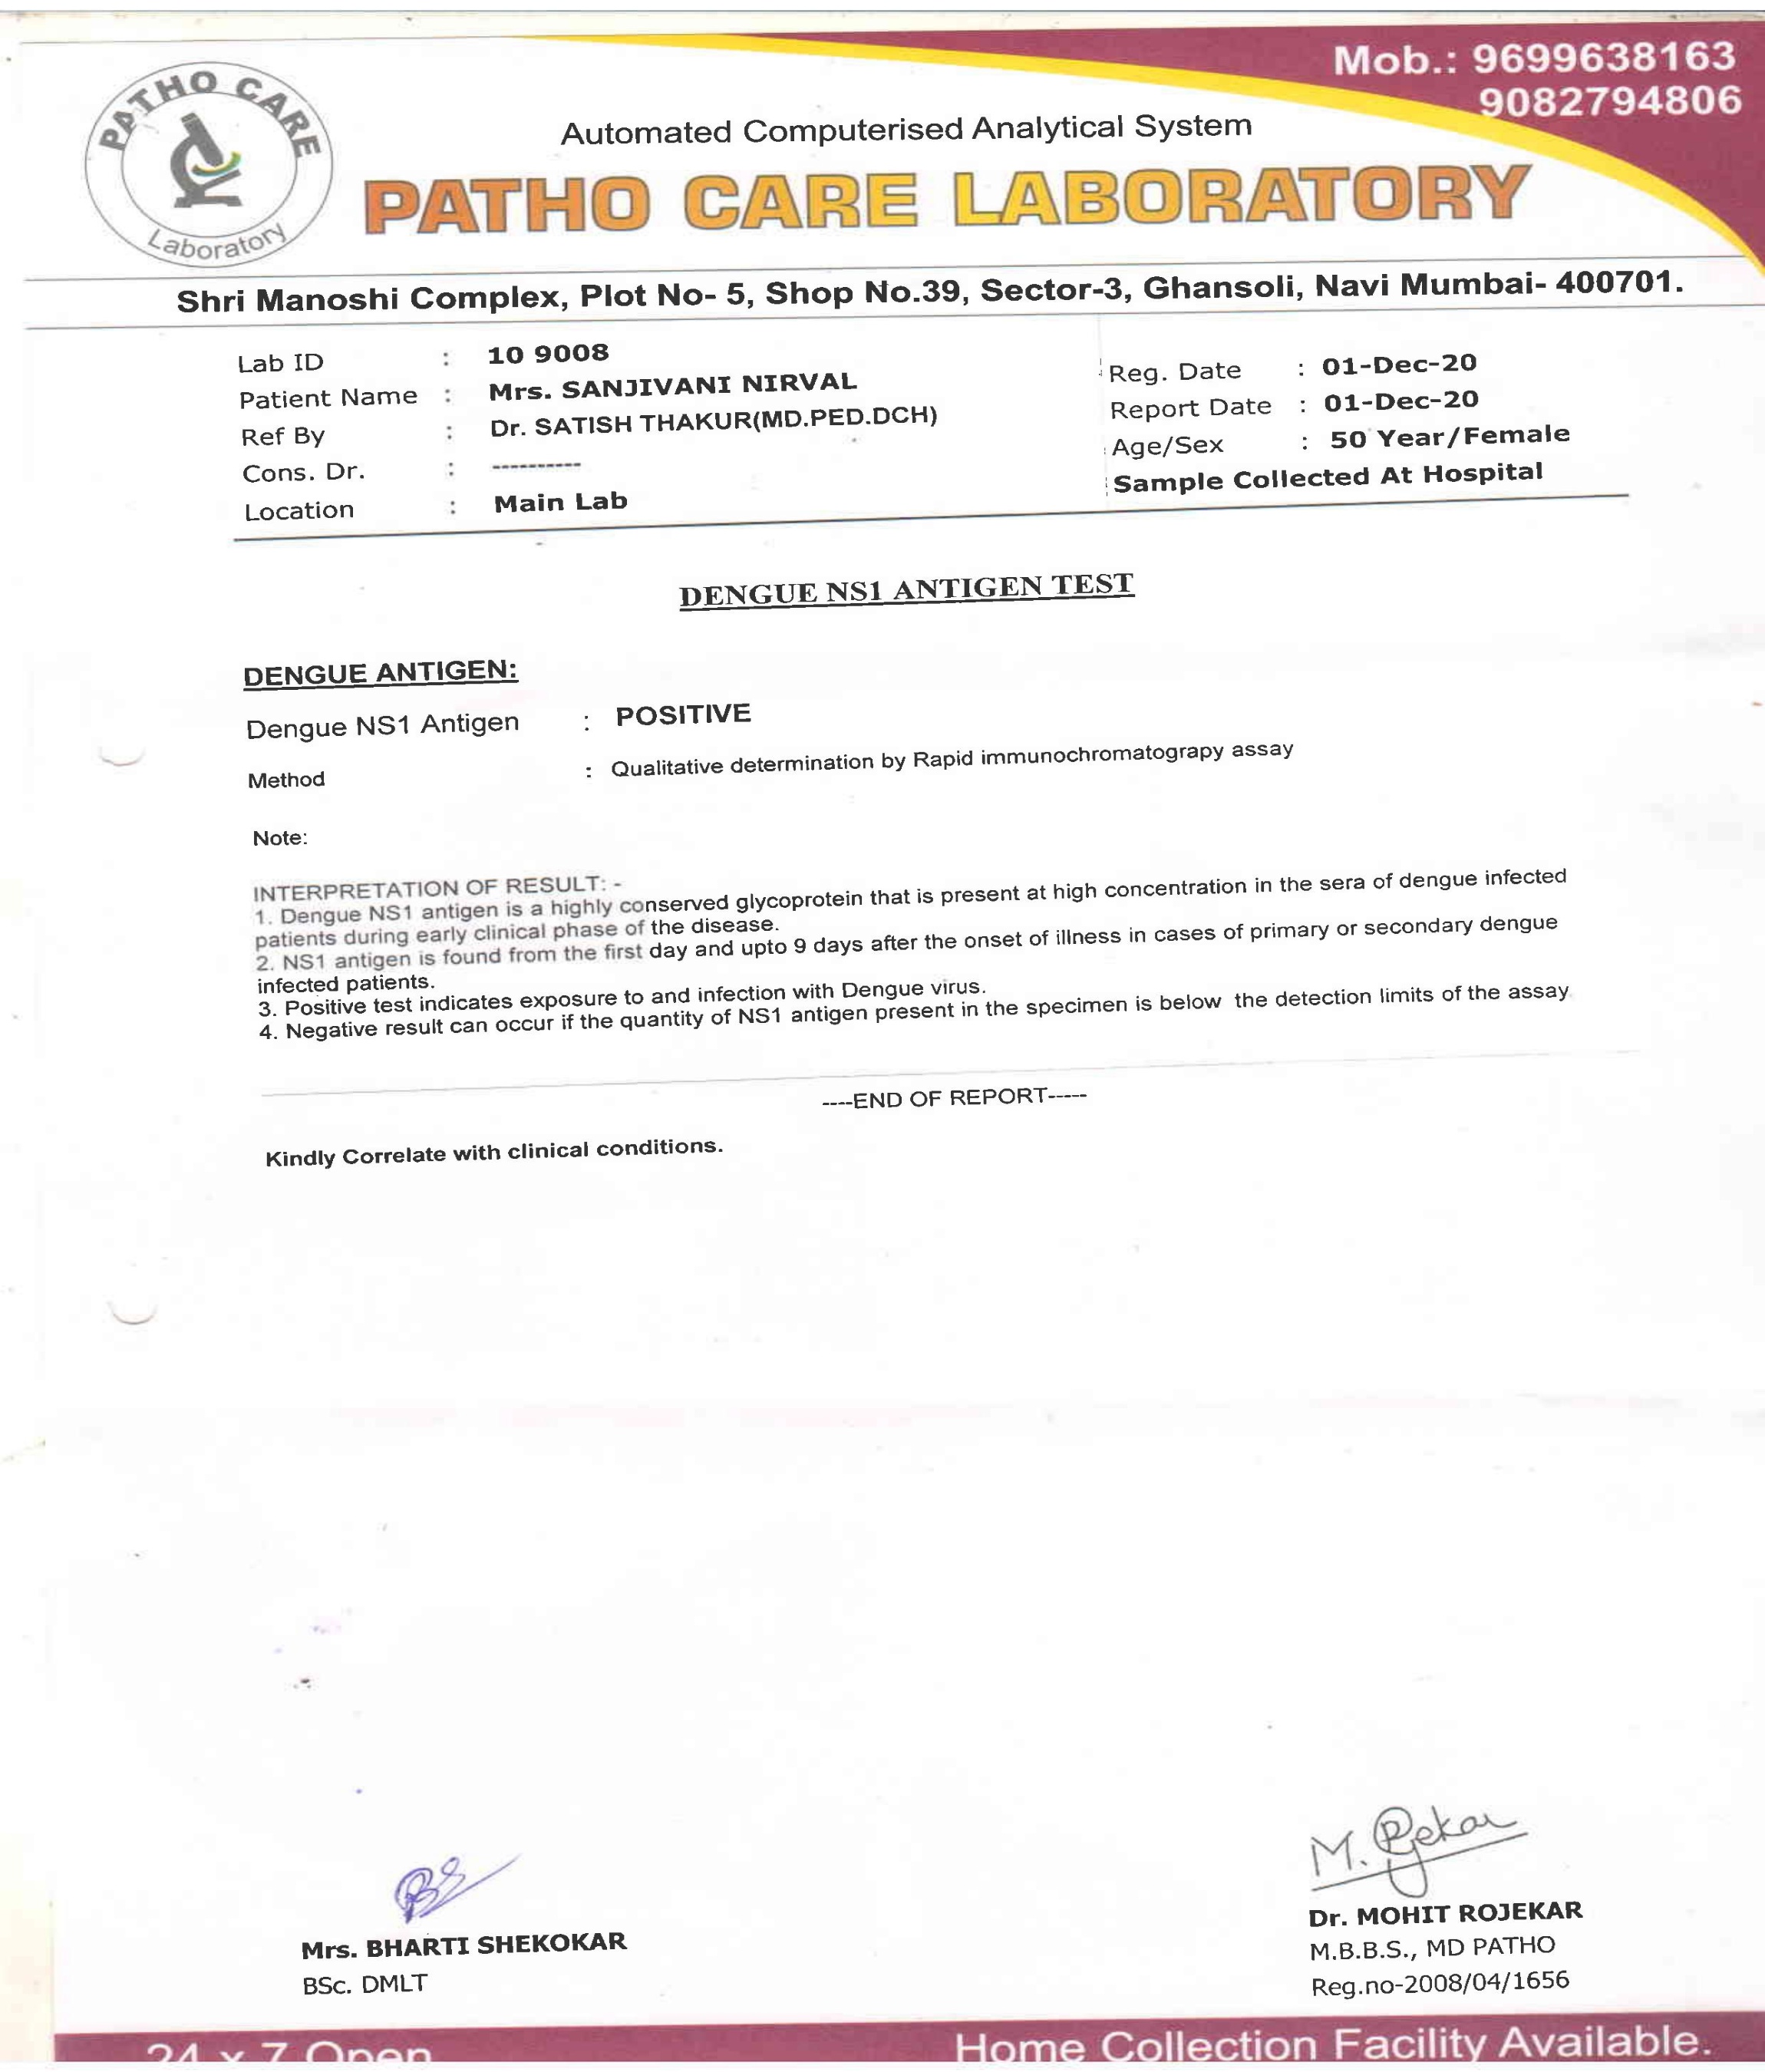 Mob.: 9699638163
9082794806
PATHO CARE
Laboratory
Automated Computerised Analytical System
PATHO CARE LABORATORY
Shri Manoshi Complex, Plot No- 5, Shop No.39, Sector-3, Ghansoli, Navi Mumbai- 400701.
Lab ID : 10 9008
Patient Name : Mrs. SANJIVANI NIRVAL
Ref By : Dr. SATISH THAKUR(MD.PED.DCH)
Cons. Dr. : ----------
Location : Main Lab
Reg. Date : 01-Dec-20
Report Date : 01-Dec-20
Age/Sex : 50 Year/Female
Sample Collected At Hospital
DENGUE NS1 ANTIGEN TEST
DENGUE ANTIGEN:
Dengue NS1 Antigen : POSITIVE
Method : Qualitative determination by Rapid immunochromatograpy assay
Note:
INTERPRETATION OF RESULT: -
1. Dengue NS1 antigen is a highly conserved glycoprotein that is present at high concentration in the sera of dengue infected
patients during early clinical phase of the disease.
2. NS1 antigen is found from the first day and upto 9 days after the onset of illness in cases of primary or secondary dengue
infected patients.
3. Positive test indicates exposure to and infection with Dengue virus.
4. Negative result can occur if the quantity of NS1 antigen present in the specimen is below the detection limits of the assay
----END OF REPORT-----
Kindly Correlate with clinical conditions.
M. Rojekar
Mrs. BHARTI SHEKOKAR
BSc. DMLT
Dr. MOHIT ROJEKAR
M.B.B.S., MD PATHO
Reg.no-2008/04/1656
24 x 7 Open
Home Collection Facility Available.